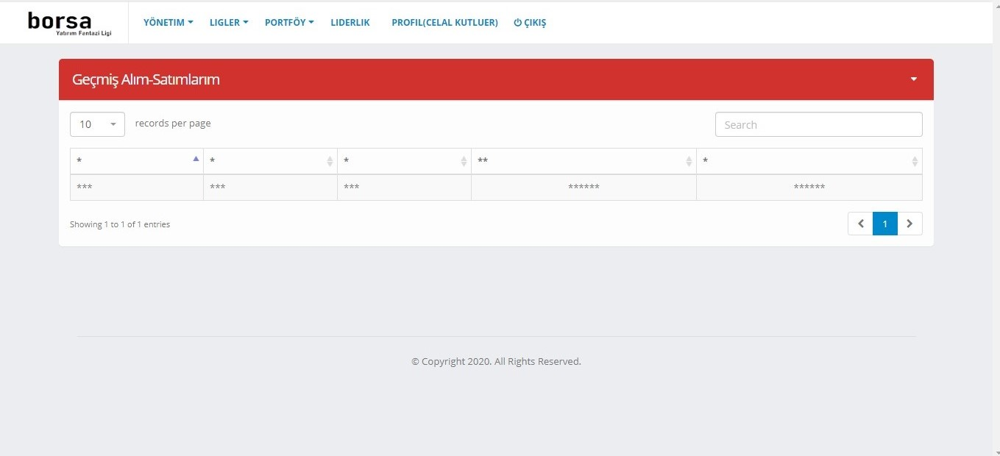 borsa
Yatırım Fantazi Ligi
YÖNETIM LIGLER PORTFÖY LIDERLIK PROFIL(CELAL KUTLUER) ÇIKIŞ
Geçmiş Alım-Satımlarım
10 records per page Search
* * * ** *
*** *** *** ****** ******
Showing 1 to 1 of 1 entries 1
© Copyright 2020. All Rights Reserved.